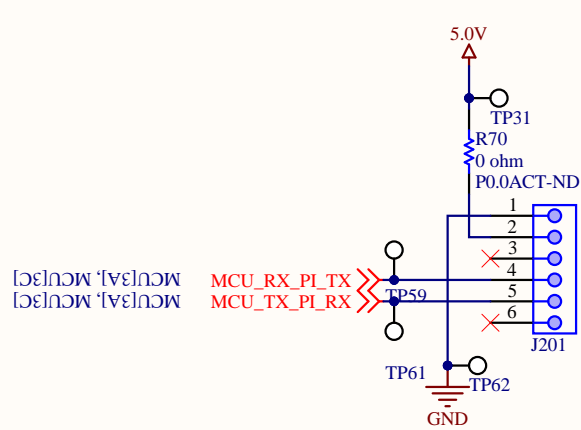 5.0V
TP31
R70
0 ohm
P0.0ACT-ND
1
2
3
MCU[3A], MCU[3C] MCU_RX_PI_TX 4
MCU[3A], MCU[3C] MCU_TX_PI_RX TP59 5
6
J201
TP61 TP62
GND